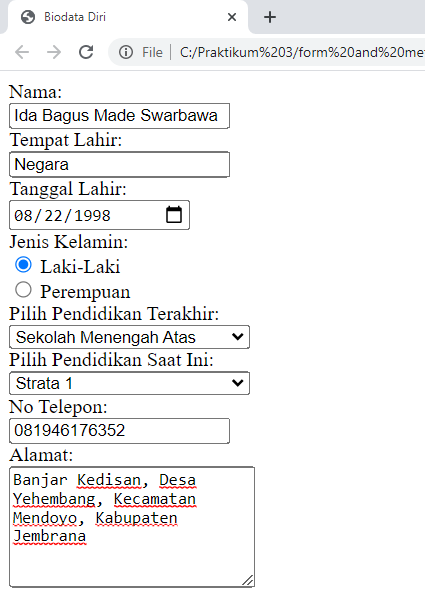 Biodata Diri
File
C:/Praktikum%203/form%20and%20me
Nama:
Ida Bagus Made Swarbawa
Tempat Lahir:
Negara
Tanggal Lahir:
08/22/1998
Jenis Kelamin:
Laki-Laki
Perempuan
Pilih Pendidikan Terakhir:
Sekolah Menengah Atas
Pilih Pendidikan Saat Ini:
Strata 1
No Telepon:
081946176352
Alamat:
Banjar Kedisan, Desa
Yehembang, Kecamatan
Mendoyo, Kabupaten
Jembrana